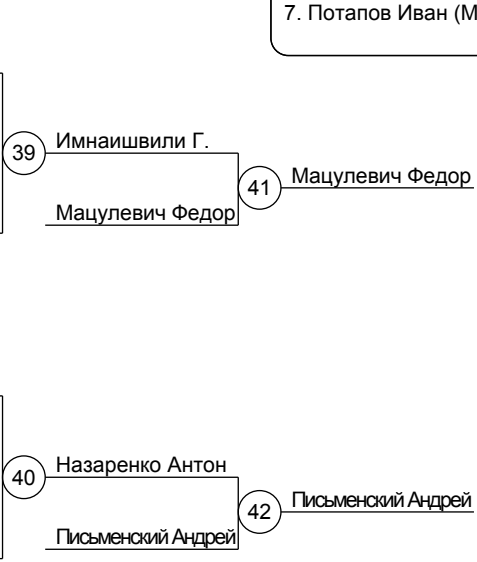 7. Потапов Иван (М
39
Имнаишвили Г.
41
Мацулевич Федор
Мацулевич Федор
40
Назаренко Антон
42
Письменский Андрей
Письменский Андрей